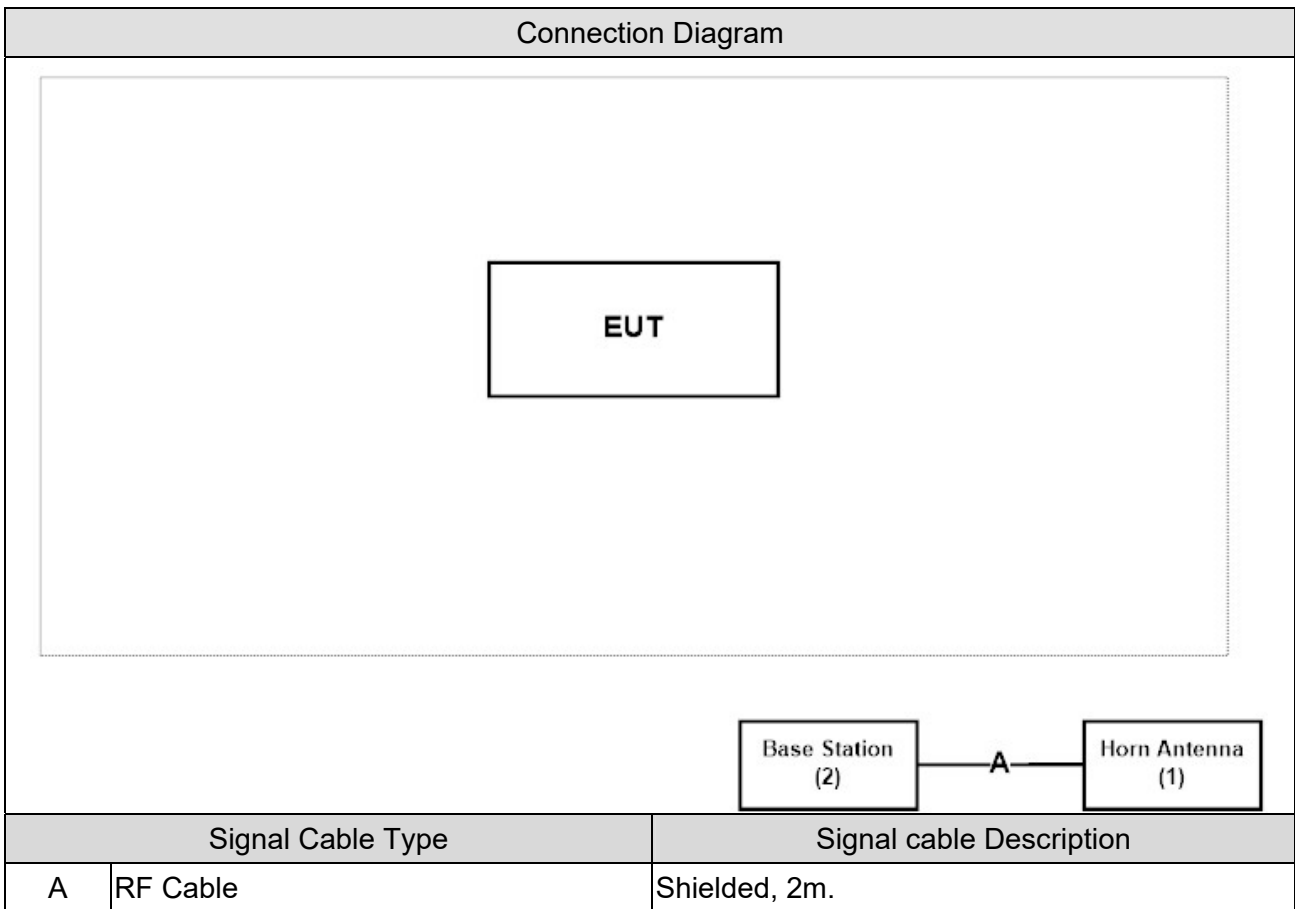 Connection Diagram
EUT
Base Station
(2)
A
Horn Antenna
(1)
Signal Cable Type
Signal cable Description
A
RF Cable
Shielded, 2m.